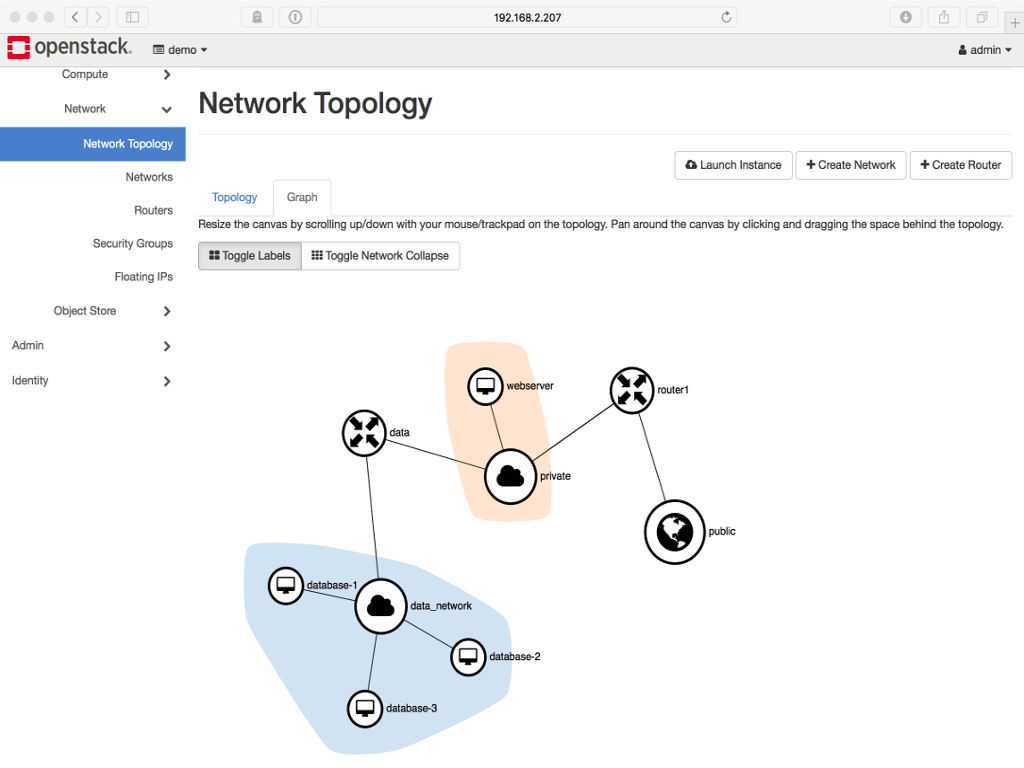 192.168.2.207
openstack.
demo
admin
Compute
Network
Network Topology
Networks
Routers
Security Groups
Floating IPs
Object Store
Admin
Identity
Network Topology
Launch Instance
Create Network
Create Router
Topology
Graph
Resize the canvas by scrolling up/down with your mouse/trackpad on the topology. Pan around the canvas by clicking and dragging the space behind the topology.
Toggle Labels
Toggle Network Collapse
webserver
router1
data
private
public
database-1
data_network
database-2
database-3